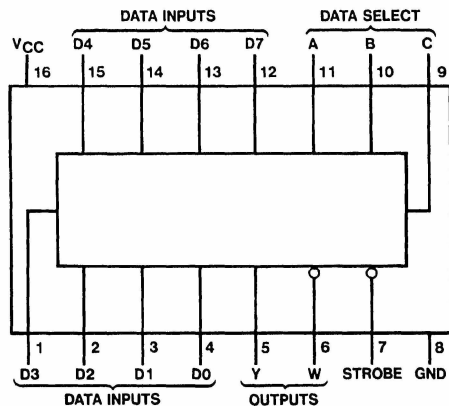 DATA INPUTS DATA SELECT
VCC D4 D5 D6 D7 A B C
16 15 14 13 12 11 10 9
1 2 3 4 5 6 7 8
D3 D2 D1 D0 Y W STROBE GND
DATA INPUTS OUTPUTS